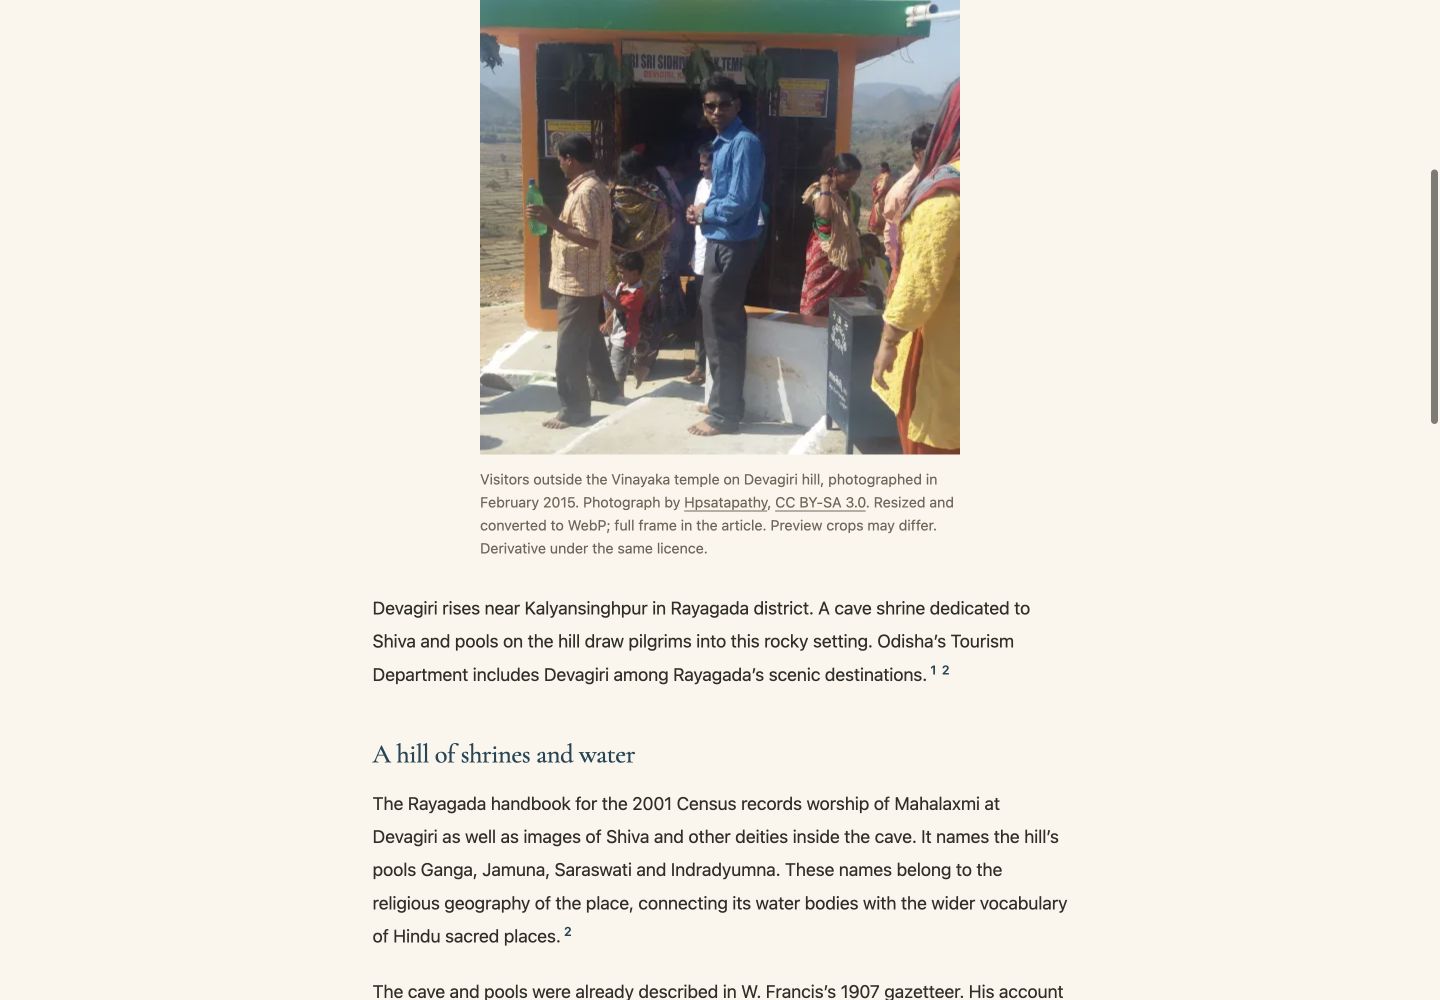 SRI SIDHI
TEMP
Visitors outside the Vinayaka temple on Devagiri hill, photographed in
February 2015. Photograph by Hpsatapathy, CC BY-SA 3.0. Resized and
converted to WebP; full frame in the article. Preview crops may differ.
Derivative under the same licence.
Devagiri rises near Kalyansinghpur in Rayagada district. A cave shrine dedicated to
Shiva and pools on the hill draw pilgrims into this rocky setting. Odisha’s Tourism
Department includes Devagiri among Rayagada’s scenic destinations. 1 2
A hill of shrines and water
The Rayagada handbook for the 2001 Census records worship of Mahalaxmi at
Devagiri as well as images of Shiva and other deities inside the cave. It names the hill’s
pools Ganga, Jamuna, Saraswati and Indradyumna. These names belong to the
religious geography of the place, connecting its water bodies with the wider vocabulary
of Hindu sacred places. 2
The cave and pools were already described in W. Francis’s 1907 gazetteer. His account